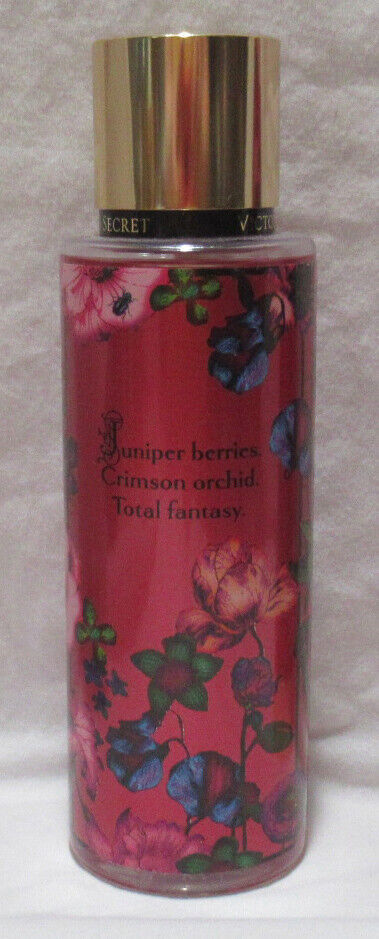 SECRET VICTO
Juniper berries.
Crimson orchid.
Total fantasy.